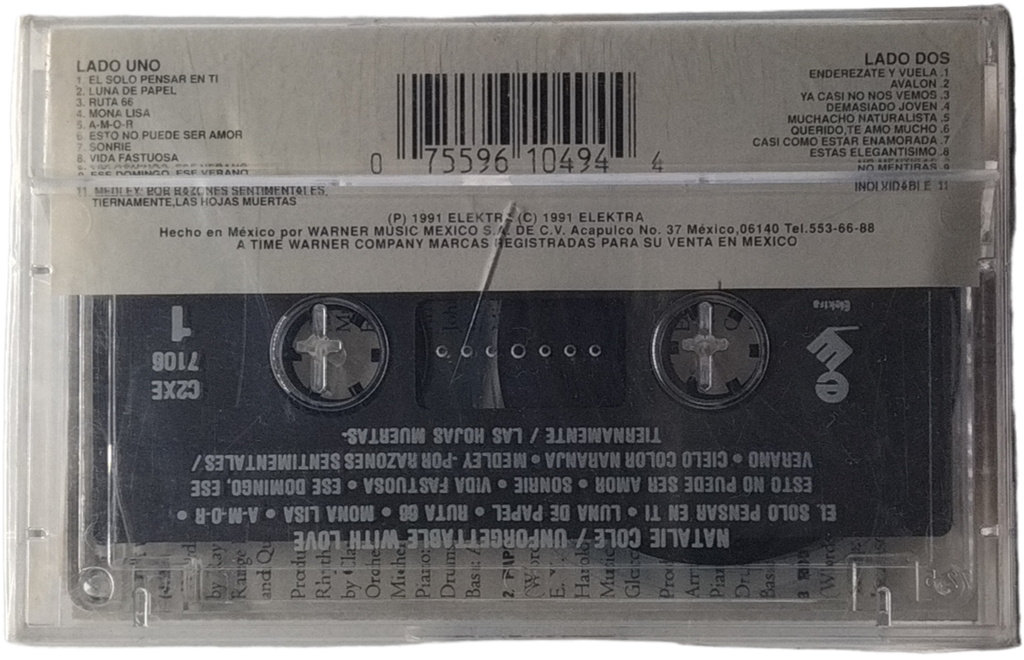 LADO UNO
1. EL SOLO PENSAR EN TI
2. LUNA DE PAPEL
3. RUTA 66
4. MONA LISA
5. A-M-O-R
6. ESTO NO PUEDE SER AMOR
7. SONRIE
8. VIDA FASTUOSA
9. ESE DOMINGO, ESE VERANO
11. MEDLEY: POR RAZONES SENTIMENTALES,
TIERNAMENTE,LAS HOJAS MUERTAS
0 75596 10494 4
LADO DOS
ENDEREZATE Y VUELA .1
AVALON .2
YA CASI NO NOS VEMOS .3
DEMASIADO JOVEN .4
MUCHACHO NATURALISTA .5
QUERIDO,TE AMO MUCHO .6
CASI COMO ESTAR ENAMORADA .7
ESTAS ELEGANTISIMO .8
NO MENTIRAS .9
INOLVIDABLE 11
(P) 1991 ELEKTRA (C) 1991 ELEKTRA
Hecho en México por WARNER MUSIC MEXICO S.A. DE C.V. Acapulco No. 37 México,06140 Tel.553-66-88
A TIME WARNER COMPANY MARCAS REGISTRADAS PARA SU VENTA EN MEXICO
NATALIE COLE / UNFORGETTABLE WITH LOVE
EL SOLO PENSAR EN TI • LUNA DE PAPEL • RUTA 66 • MONA LISA • A-M-O-R •
ESTO NO PUEDE SER AMOR • SONRIE • VIDA FASTUOSA • ESE DOMINGO, ESE
VERANO • CIELO COLOR NARANJA • MEDLEY -POR RAZONES SENTIMENTALES /
TIERNAMENTE / LAS HOJAS MUERTAS-
C2XE
7106
1
Elektra